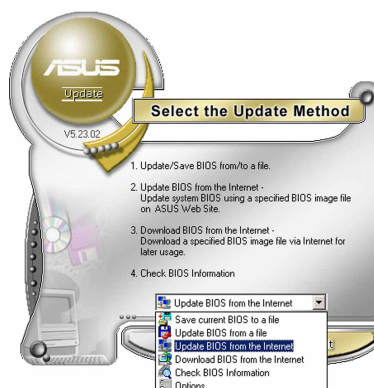 ASUS
Update
V5.23.02
Select the Update Method
1. Update/Save BIOS from/to a file.
2. Update BIOS from the Internet -
Update system BIOS using a specified BIOS image file
on ASUS Web Site.
3. Download BIOS from the Internet -
Download a specified BIOS image file via Internet for
later usage.
4. Check BIOS Information
Update BIOS from the Internet
Save current BIOS to a file
Update BIOS from a file
Update BIOS from the Internet
Download BIOS from the Internet
Check BIOS Information
Options